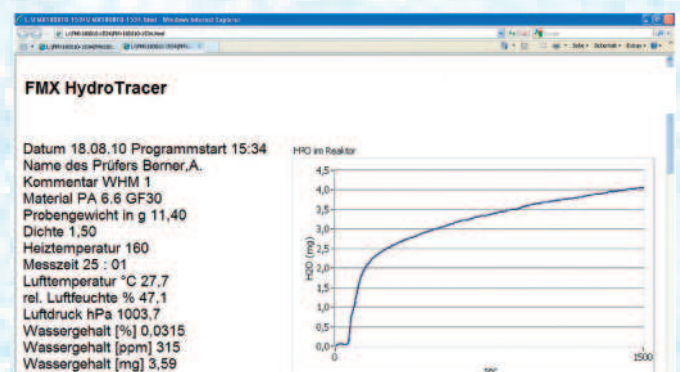 FMX HydroTracer
Datum 18.08.10 Programmstart 15:34
Name des Prüfers Berner,A.
Kommentar WHM 1
Material PA 6.6 GF30
Probengewicht in g 11,40
Dichte 1,50
Heiztemperatur 160
Messzeit 25 : 01
Lufttemperatur °C 27,7
rel. Luftfeuchte % 47,1
Luftdruck hPa 1003,7
Wassergehalt [%] 0,0315
Wassergehalt [ppm] 315
Wassergehalt [mg] 3,59
im Reaktor
4,5
4,0
3,5
3,0
2,5
2,0
1,5
1,0
0,5
0,0
H2O (mg)
0
1500
sec